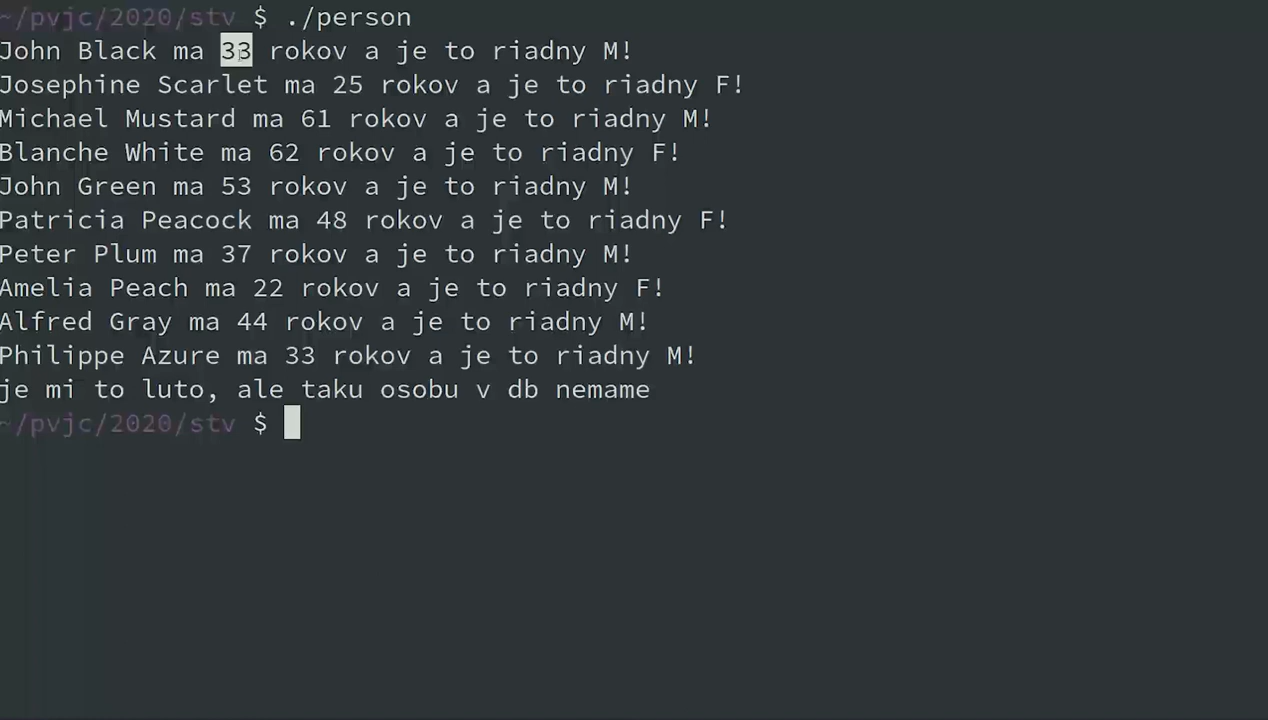 ~/pvjc/2020/stv $ ./person
John Black ma 33 rokov a je to riadny M!
Josephine Scarlet ma 25 rokov a je to riadny F!
Michael Mustard ma 61 rokov a je to riadny M!
Blanche White ma 62 rokov a je to riadny F!
John Green ma 53 rokov a je to riadny M!
Patricia Peacock ma 48 rokov a je to riadny F!
Peter Plum ma 37 rokov a je to riadny M!
Amelia Peach ma 22 rokov a je to riadny F!
Alfred Gray ma 44 rokov a je to riadny M!
Philippe Azure ma 33 rokov a je to riadny M!
je mi to luto, ale taku osobu v db nemame
~/pvjc/2020/stv $